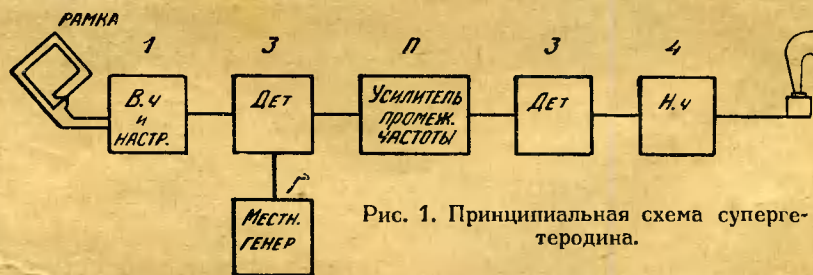 РАМКА
1 3 П 3 4
В.Ч
И
НАСТР.
ДЕТ
УСИЛИТЕЛЬ
ПРОМЕЖ.
ЧАСТОТЫ
ДЕТ
Н.Ч
Г
МЕСТН.
ГЕНЕР
Рис. 1. Принципиальная схема суперге-
теродина.